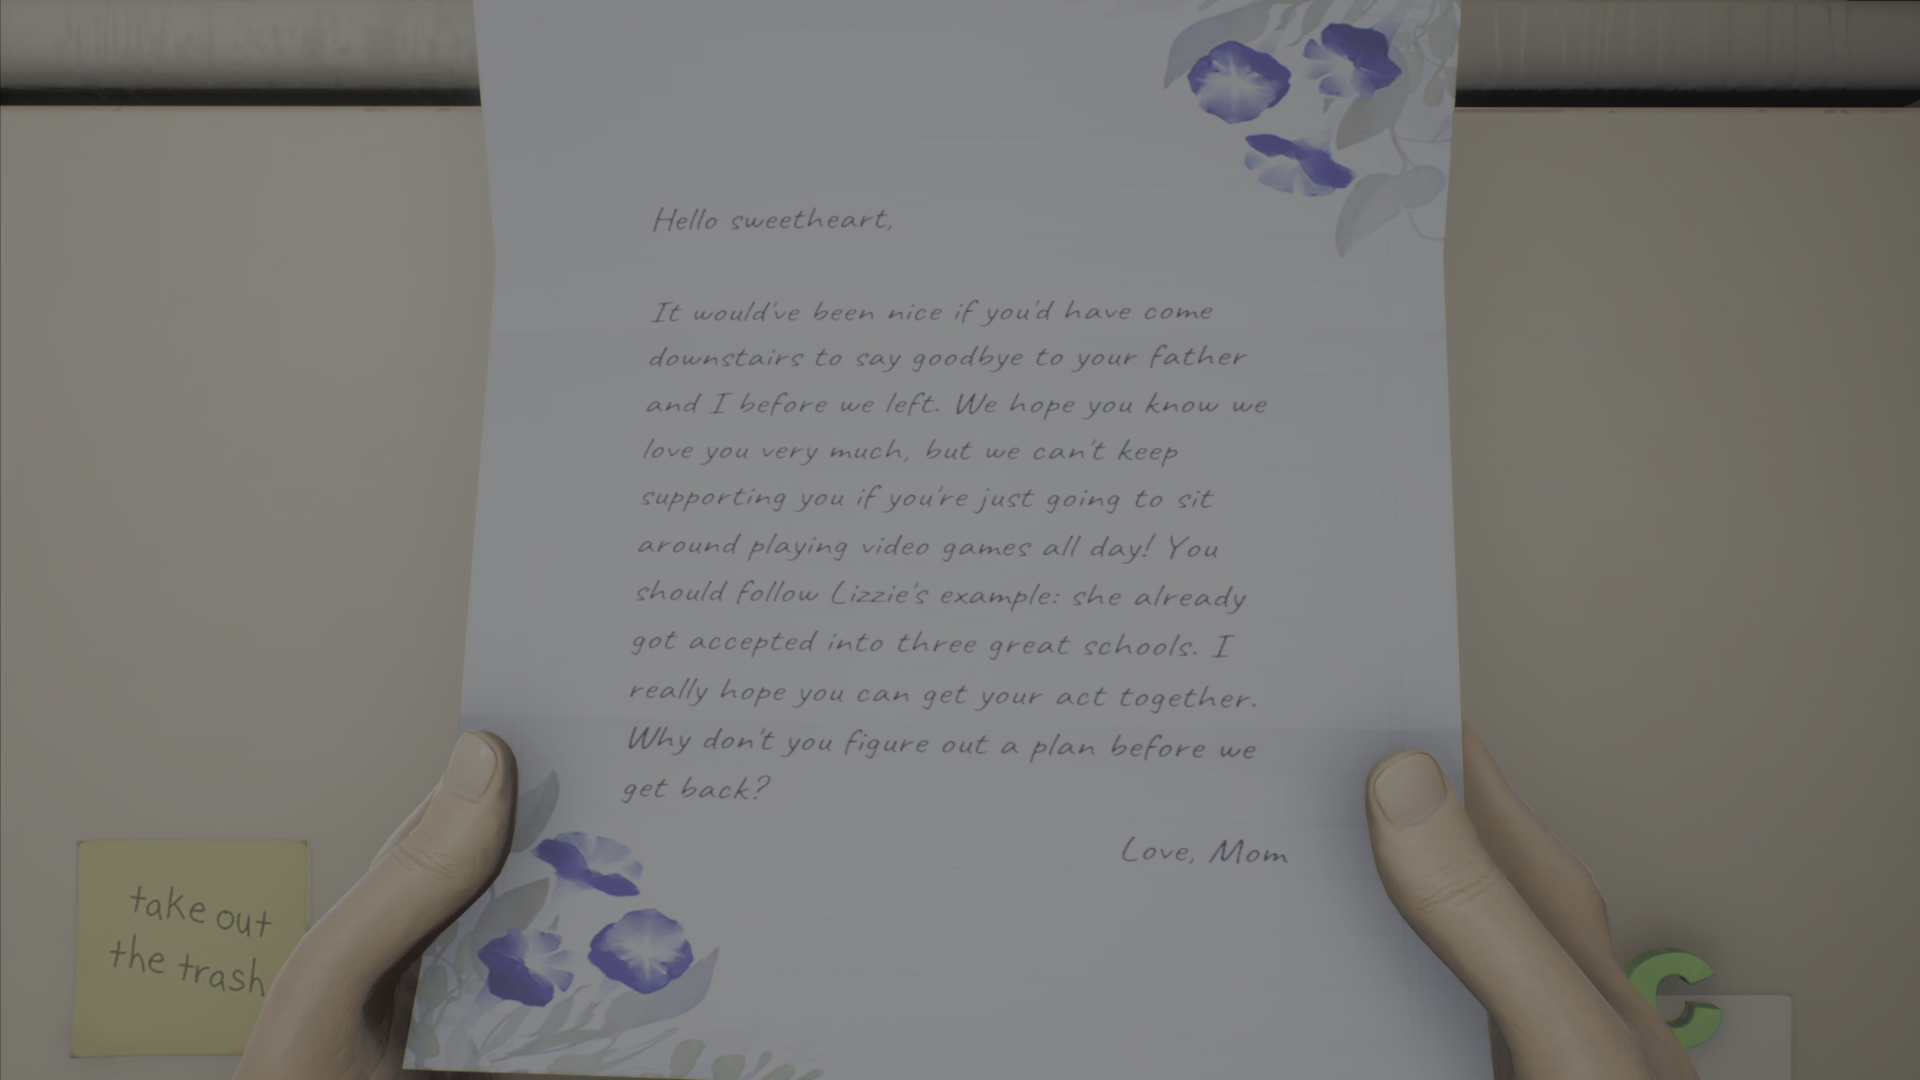 Hello sweetheart,
It would've been nice if you'd have come
downstairs to say goodbye to your father
and I before we left. We hope you know we
love you very much, but we can't keep
supporting you if you're just going to sit
around playing video games all day! You
should follow Lizzie's example: she already
got accepted into three great schools. I
really hope you can get your act together.
Why don't you figure out a plan before we
get back?
Love, Mom
take out
the trash
C